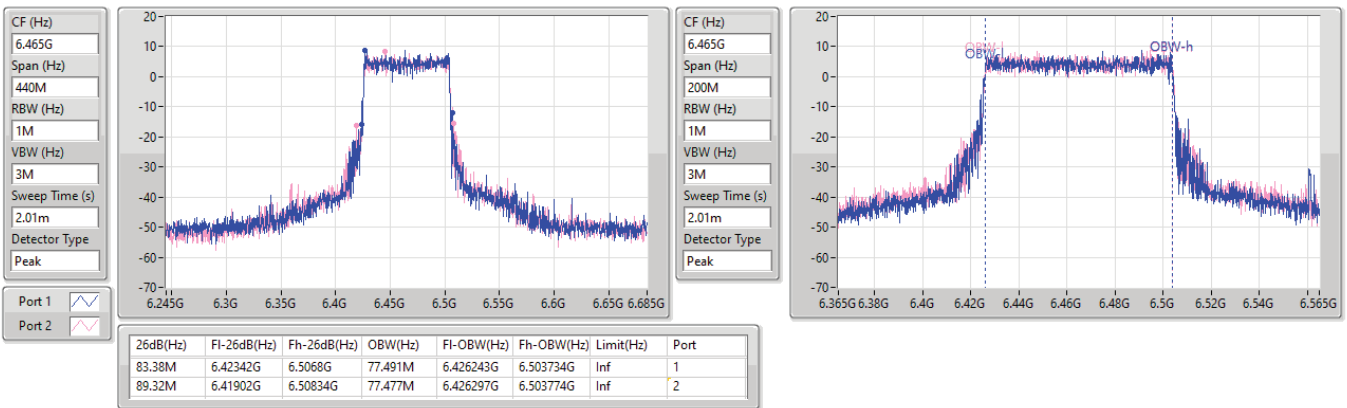 CF (Hz)
6.465G
Span (Hz)
440M
RBW (Hz)
1M
VBW (Hz)
3M
Sweep Time (s)
2.01m
Detector Type
Peak
Port 1
Port 2
20
10
0
-10
-20
-30
-40
-50
-60
-70
6.245G 6.3G 6.35G 6.4G 6.45G 6.5G 6.55G 6.6G 6.65G 6.685G
CF (Hz)
6.465G
Span (Hz)
200M
RBW (Hz)
1M
VBW (Hz)
3M
Sweep Time (s)
2.01m
Detector Type
Peak
20
10
0
-10
-20
-30
-40
-50
-60
-70
OBW-l
OBW-l
OBW-h
6.365G 6.38G 6.4G 6.42G 6.44G 6.46G 6.48G 6.5G 6.52G 6.54G 6.565G
26dB(Hz) Fl-26dB(Hz) Fh-26dB(Hz) OBW(Hz) Fl-OBW(Hz) Fh-OBW(Hz) Limit(Hz) Port
83.38M 6.42342G 6.5068G 77.491M 6.426243G 6.503734G Inf 1
89.32M 6.41902G 6.50834G 77.477M 6.426297G 6.503774G Inf 2